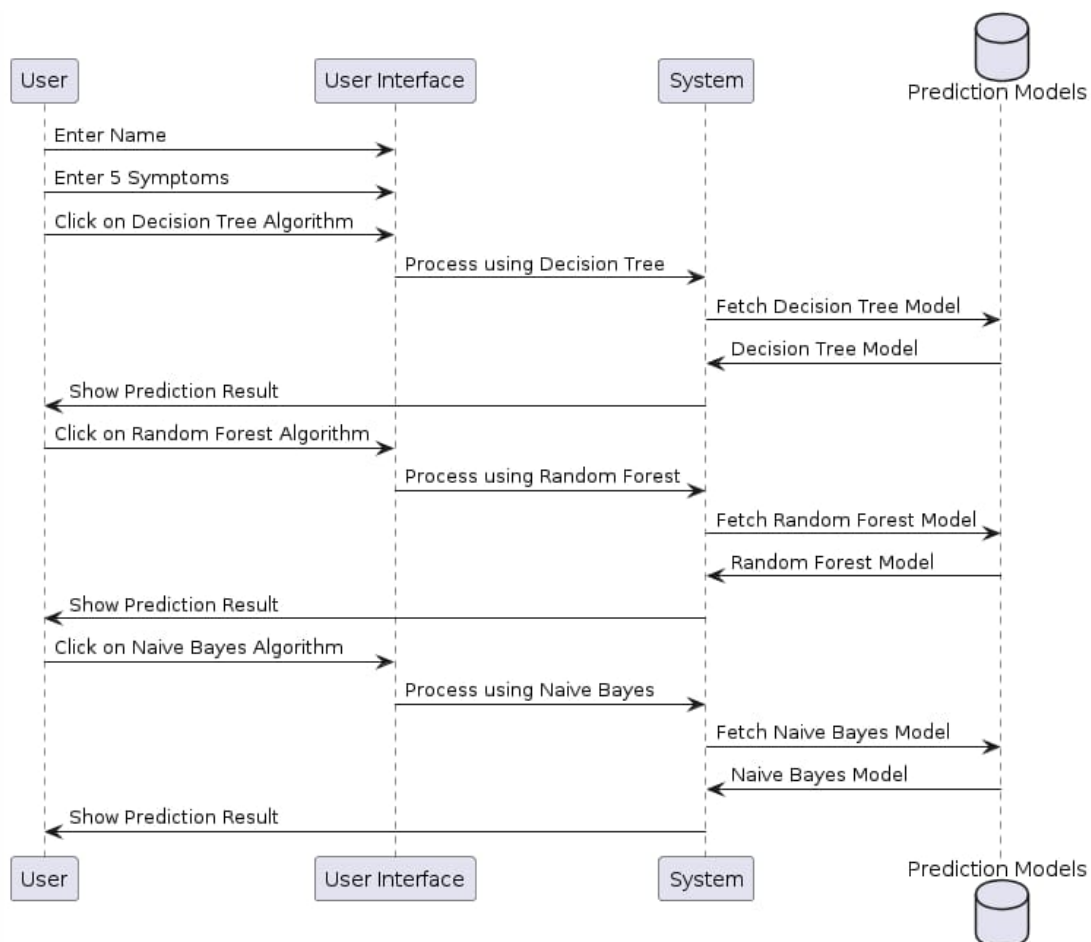 User
User Interface
System
Prediction Models
Enter Name
Enter 5 Symptoms
Click on Decision Tree Algorithm
Process using Decision Tree
Fetch Decision Tree Model
Decision Tree Model
Show Prediction Result
Click on Random Forest Algorithm
Process using Random Forest
Fetch Random Forest Model
Random Forest Model
Show Prediction Result
Click on Naive Bayes Algorithm
Process using Naive Bayes
Fetch Naive Bayes Model
Naive Bayes Model
Show Prediction Result
User
User Interface
System
Prediction Models